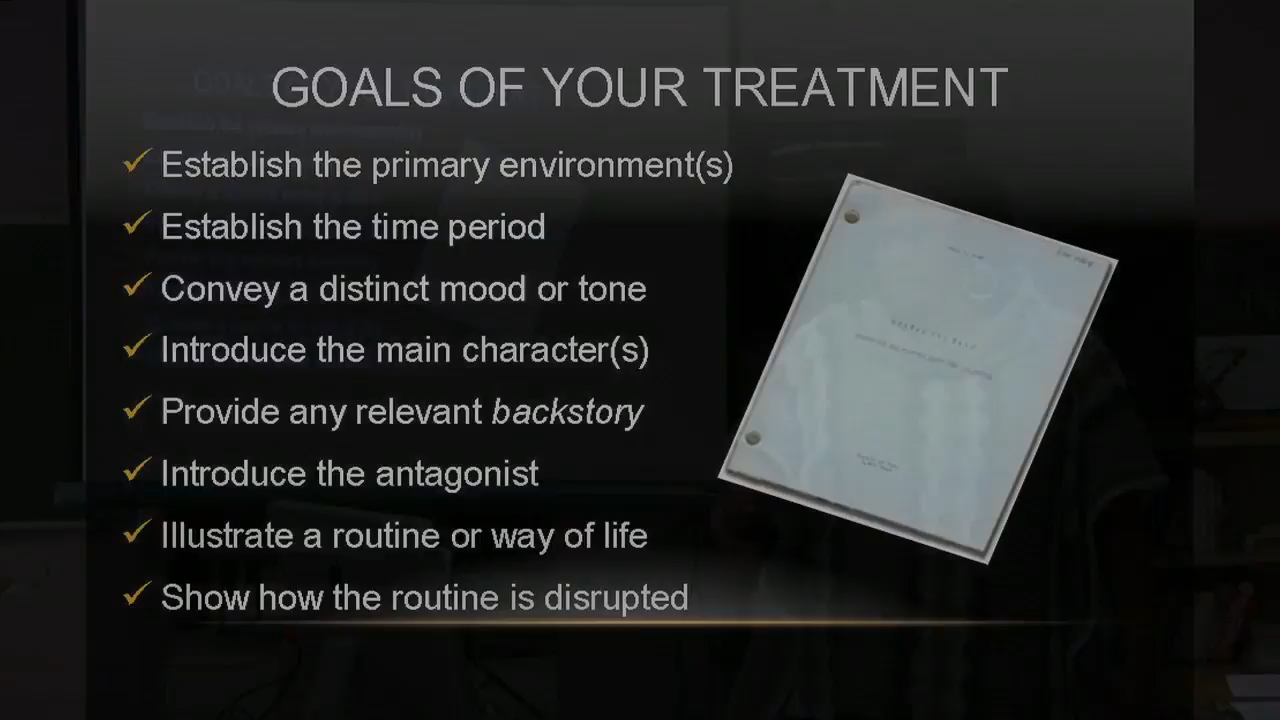 GOALS OF YOUR TREATMENT
Establish the primary environment(s)
Establish the time period
Convey a distinct mood or tone
Introduce the main character(s)
Provide any relevant backstory
Introduce the antagonist
Illustrate a routine or way of life
Show how the routine is disrupted